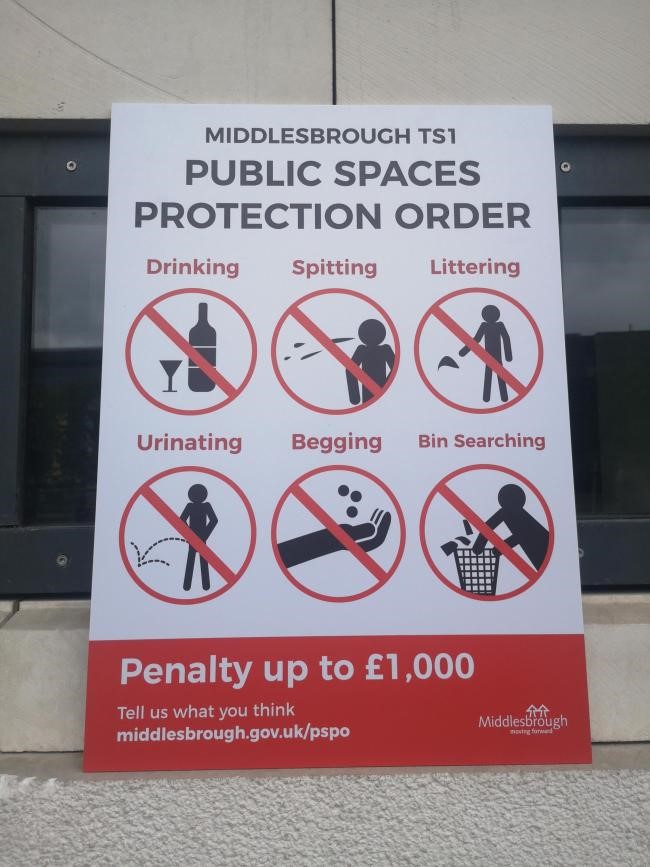 MIDDLESBROUGH TS1
PUBLIC SPACES
PROTECTION ORDER
Drinking Spitting Littering
Urinating Begging Bin Searching
Penalty up to £1,000
Tell us what you think
middlesbrough.gov.uk/pspo
Middlesbrough
moving forward